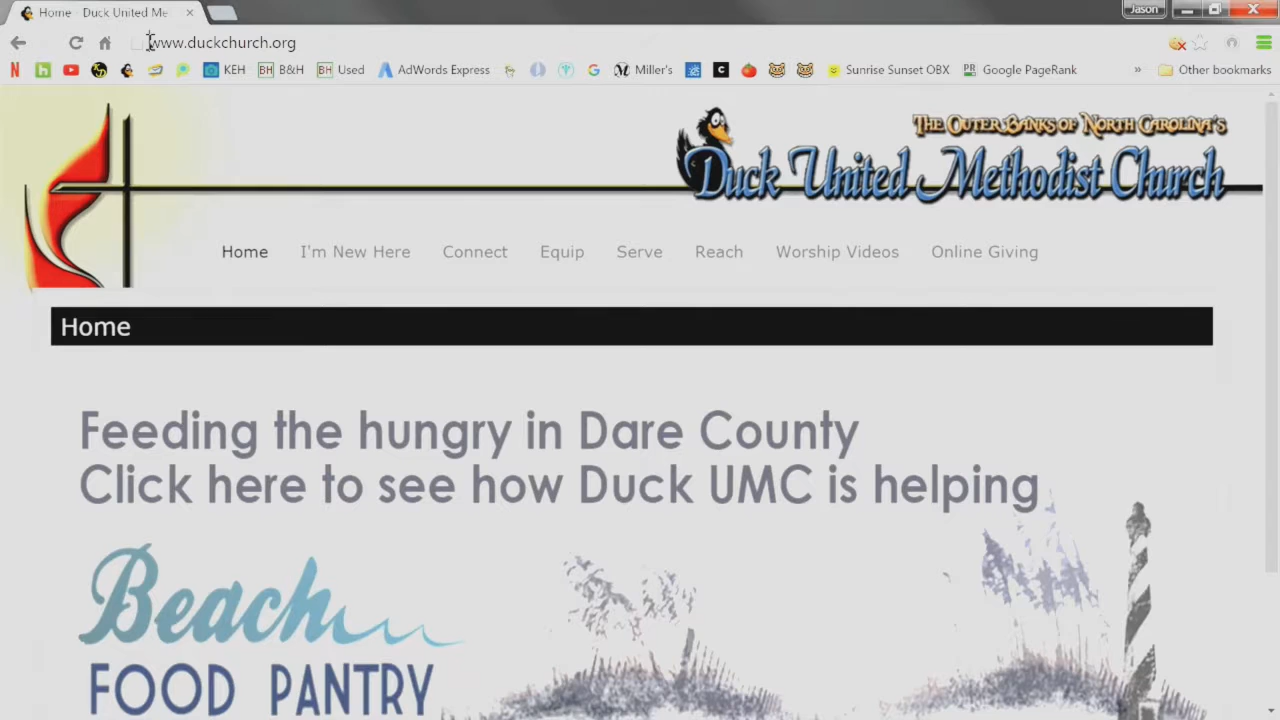 Home - Duck United Me
Jason
www.duckchurch.org
N h KEH BH B&H BH Used AdWords Express G M Miller's C Sunrise Sunset OBX PR Google PageRank » Other bookmarks
The Outer Banks of North Carolina's
Duck United Methodist Church
Home I'm New Here Connect Equip Serve Reach Worship Videos Online Giving
Home
Feeding the hungry in Dare County
Click here to see how Duck UMC is helping
Beach
FOOD PANTRY